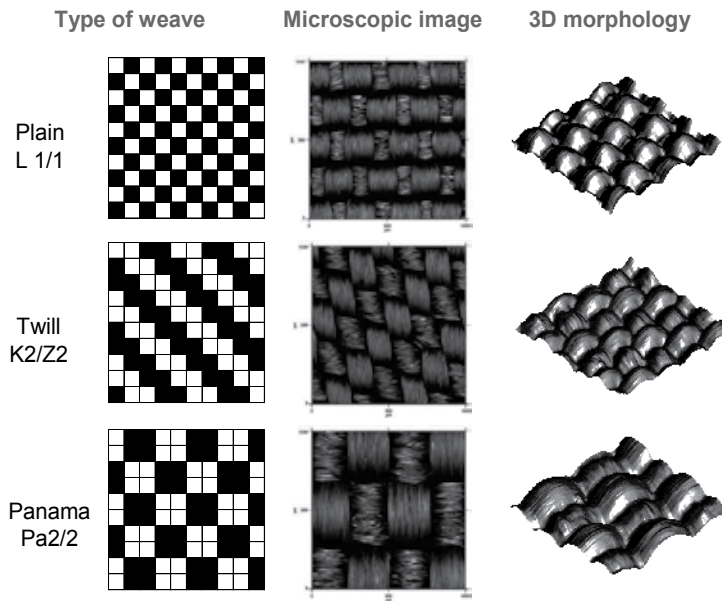 Type of weave
Microscopic image
3D morphology
Plain
L 1/1
Twill
K2/Z2
Panama
Pa2/2